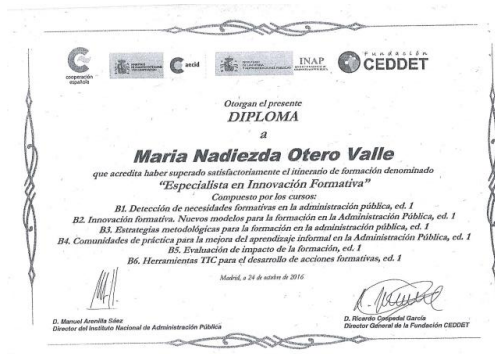 cooperación
española
aecid
INAP
Fundación
CEDDET
Otorgan el presente
DIPLOMA
a
Maria Nadiezda Otero Valle
que acredita haber superado satisfactoriamente el itinerario de formación denominado
"Especialista en Innovación Formativa"
Compuesto por los cursos:
B1. Detección de necesidades formativas en la administración pública, ed. 1
B2. Innovación formativa. Nuevos modelos para la formación en la Administración Pública, ed. 1
B3. Estrategias metodológicas para la formación en la administración pública, ed. 1
B4. Comunidades de práctica para la mejora del aprendizaje informal en la Administración Pública, ed. 1
B5. Evaluación de impacto de la formación, ed. 1
B6. Herramientas TIC para el desarrollo de acciones formativas, ed. 1
Madrid, a 24 de octubre de 2016
D. Manuel Arenilla Sáez
Director del Instituto Nacional de Administración Pública
D. Ricardo Cospedal García
Director General de la Fundación CEDDET